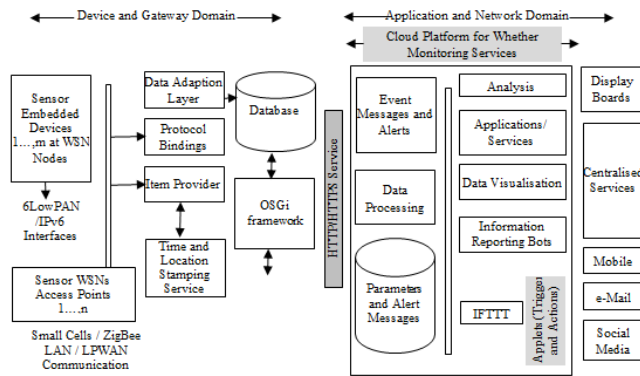 Device and Gateway Domain
Application and Network Domain
Cloud Platform for Whether
Monitoring Services
Sensor
Embedded
Devices
1…,m at WSN
Nodes
6LowPAN
/IPv6
Interfaces
Sensor WSNs
Access Points
1…,n
Small Cells / ZigBee
LAN / LPWAN
Communication
Data Adaption
Layer
Protocol
Bindings
Item Provider
Time and
Location
Stamping
Service
Database
OSGi
framework
HTTP/HTTPS Service
Event
Messages and
Alerts
Data
Processing
Parameters
and Alert
Messages
Analysis
Applications/
Services
Data Visualisation
Information
Reporting Bots
IFTTT
Applets (Trigger
and Actions)
Display
Boards
Centralised
Services
Mobile
e-Mail
Social
Media